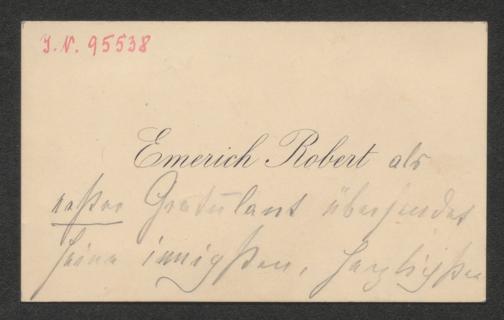 J.N. 95538
Emerich Robert als
erster Gratulant übersendet
seine innigsten, herzlichsten